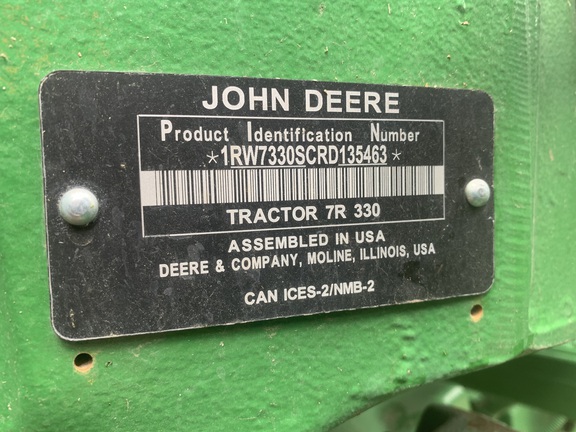 JOHN DEERE
Product Identification Number
*1RW7330SCRD135463*
TRACTOR 7R 330
ASSEMBLED IN USA
DEERE & COMPANY, MOLINE, ILLINOIS, USA
CAN ICES-2/NMB-2